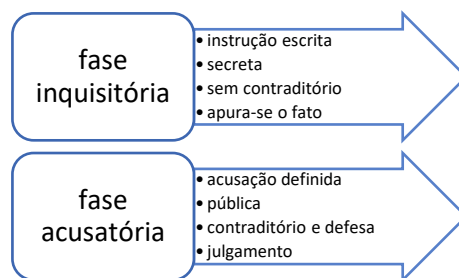 fase
inquisitória
• instrução escrita
• secreta
• sem contraditório
• apura-se o fato
fase
acusatória
• acusação definida
• pública
• contraditório e defesa
• julgamento